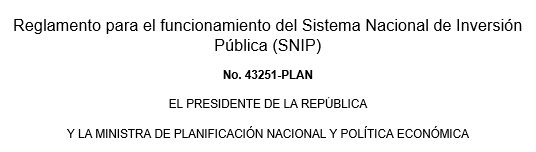 Reglamento para el funcionamiento del Sistema Nacional de Inversión
Pública (SNIP)
No. 43251-PLAN
EL PRESIDENTE DE LA REPÚBLICA
Y LA MINISTRA DE PLANIFICACIÓN NACIONAL Y POLÍTICA ECONÓMICA